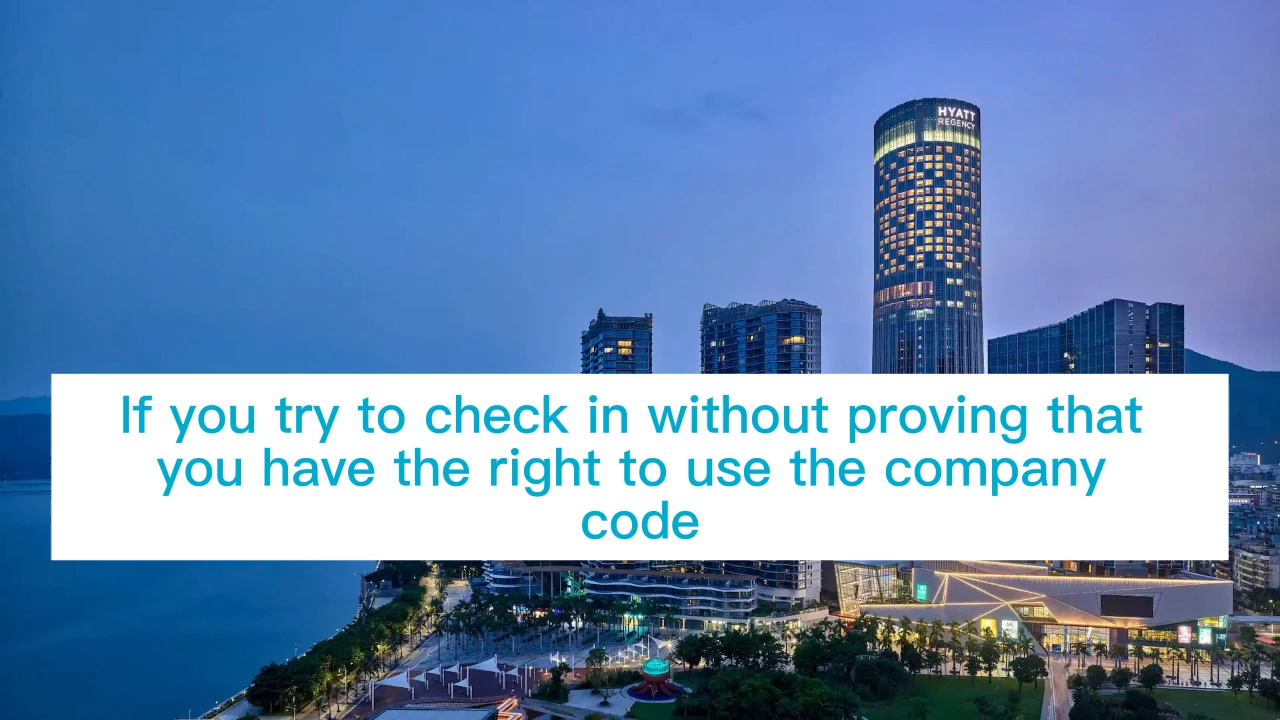 HYATT
REGENCY
If you try to check in without proving that
you have the right to use the company
code